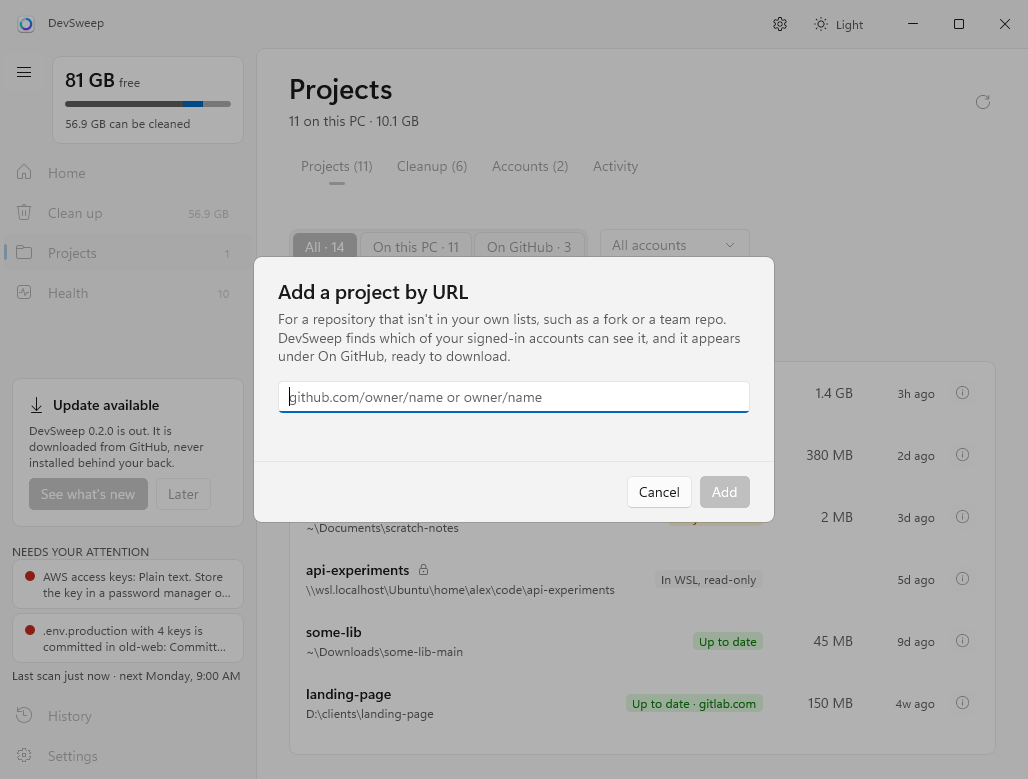 DevSweep
Light
81 GB free
56.9 GB can be cleaned
Home
Clean up 56.9 GB
Projects 1
Health 10
Update available
DevSweep 0.2.0 is out. It is
downloaded from GitHub, never
installed behind your back.
See what's new
Later
NEEDS YOUR ATTENTION
AWS access keys: Plain text. Store
the key in a password manager o...
.env.production with 4 keys is
committed in old-web: Committ...
Last scan just now · next Monday, 9:00 AM
History
Settings
Projects
11 on this PC · 10.1 GB
Projects (11) Cleanup (6) Accounts (2) Activity
All · 14 On this PC · 11 On GitHub · 3 All accounts
Add a project by URL
For a repository that isn't in your own lists, such as a fork or a team repo.
DevSweep finds which of your signed-in accounts can see it, and it appears
under On GitHub, ready to download.
github.com/owner/name or owner/name
Cancel Add
1.4 GB 3h ago
380 MB 2d ago
2 MB 3d ago
~\Documents\scratch-notes
api-experiments
\\wsl.localhost\Ubuntu\home\alex\code\api-experiments
In WSL, read-only 5d ago
some-lib
~\Downloads\some-lib-main
Up to date 45 MB 9d ago
landing-page
D:\clients\landing-page
Up to date · gitlab.com 150 MB 4w ago